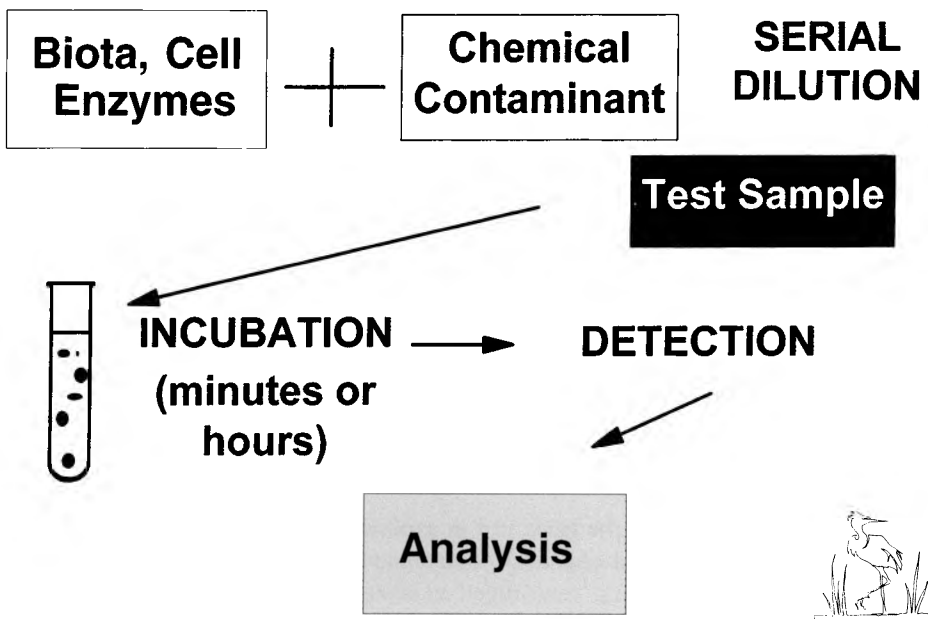 Biota, Cell
Enzymes
+
Chemical
Contaminant
SERIAL
DILUTION
Test Sample
INCUBATION
(minutes or
hours)
DETECTION
Analysis